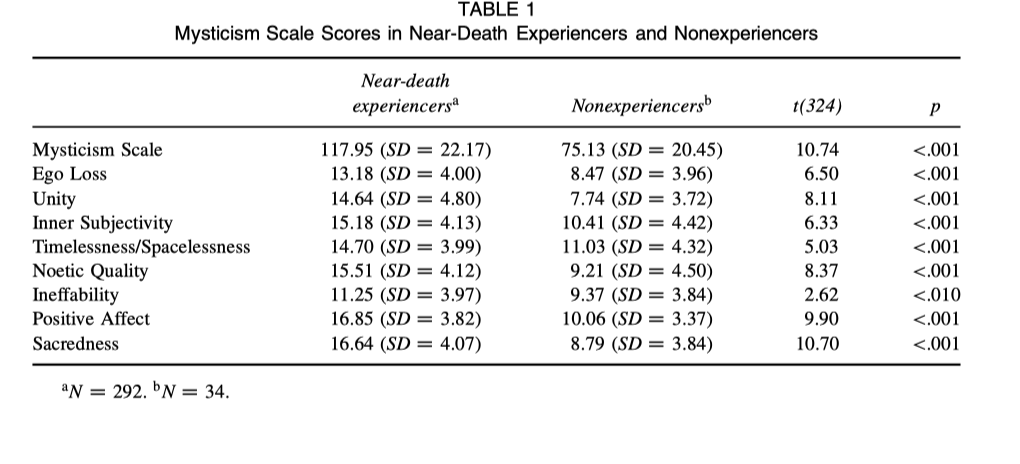 TABLE 1
Mysticism Scale Scores in Near-Death Experiencers and Nonexperiencers
Near-death
experiencersᵃ Nonexperiencersᵇ t(324) p
Mysticism Scale 117.95 (SD = 22.17) 75.13 (SD = 20.45) 10.74 <.001
Ego Loss 13.18 (SD = 4.00) 8.47 (SD = 3.96) 6.50 <.001
Unity 14.64 (SD = 4.80) 7.74 (SD = 3.72) 8.11 <.001
Inner Subjectivity 15.18 (SD = 4.13) 10.41 (SD = 4.42) 6.33 <.001
Timelessness/Spacelessness 14.70 (SD = 3.99) 11.03 (SD = 4.32) 5.03 <.001
Noetic Quality 15.51 (SD = 4.12) 9.21 (SD = 4.50) 8.37 <.001
Ineffability 11.25 (SD = 3.97) 9.37 (SD = 3.84) 2.62 <.010
Positive Affect 16.85 (SD = 3.82) 10.06 (SD = 3.37) 9.90 <.001
Sacredness 16.64 (SD = 4.07) 8.79 (SD = 3.84) 10.70 <.001
ᵃN = 292. ᵇN = 34.